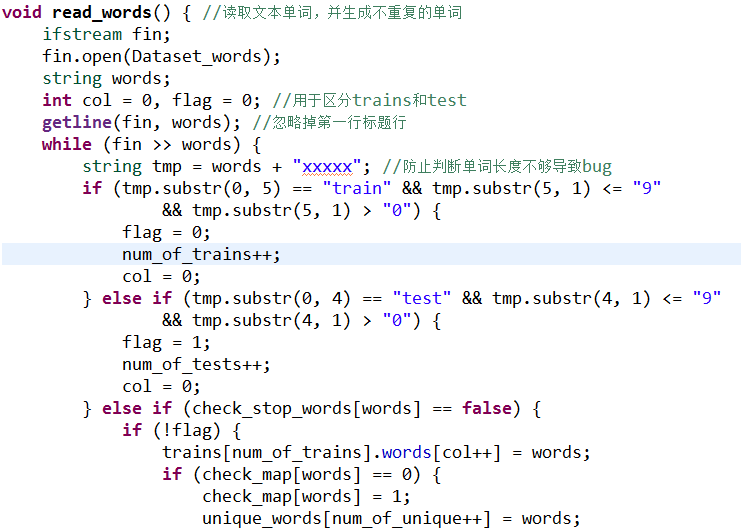 void read_words() { //读取文本单词，并生成不重复的单词
    ifstream fin;
    fin.open(Dataset_words);
    string words;
    int col = 0, flag = 0; //用于区分trains和test
    getline(fin, words); //忽略掉第一行标题行
    while (fin >> words) {
        string tmp = words + "xxxxx"; //防止判断单词长度不够导致bug
        if (tmp.substr(0, 5) == "train" && tmp.substr(5, 1) <= "9"
                && tmp.substr(5, 1) > "0") {
            flag = 0;
            num_of_trains++;
            col = 0;
        } else if (tmp.substr(0, 4) == "test" && tmp.substr(4, 1) <= "9"
                && tmp.substr(4, 1) > "0") {
            flag = 1;
            num_of_tests++;
            col = 0;
        } else if (check_stop_words[words] == false) {
            if (!flag) {
                trains[num_of_trains].words[col++] = words;
                if (check_map[words] == 0) {
                    check_map[words] = 1;
                    unique_words[num_of_unique++] = words;